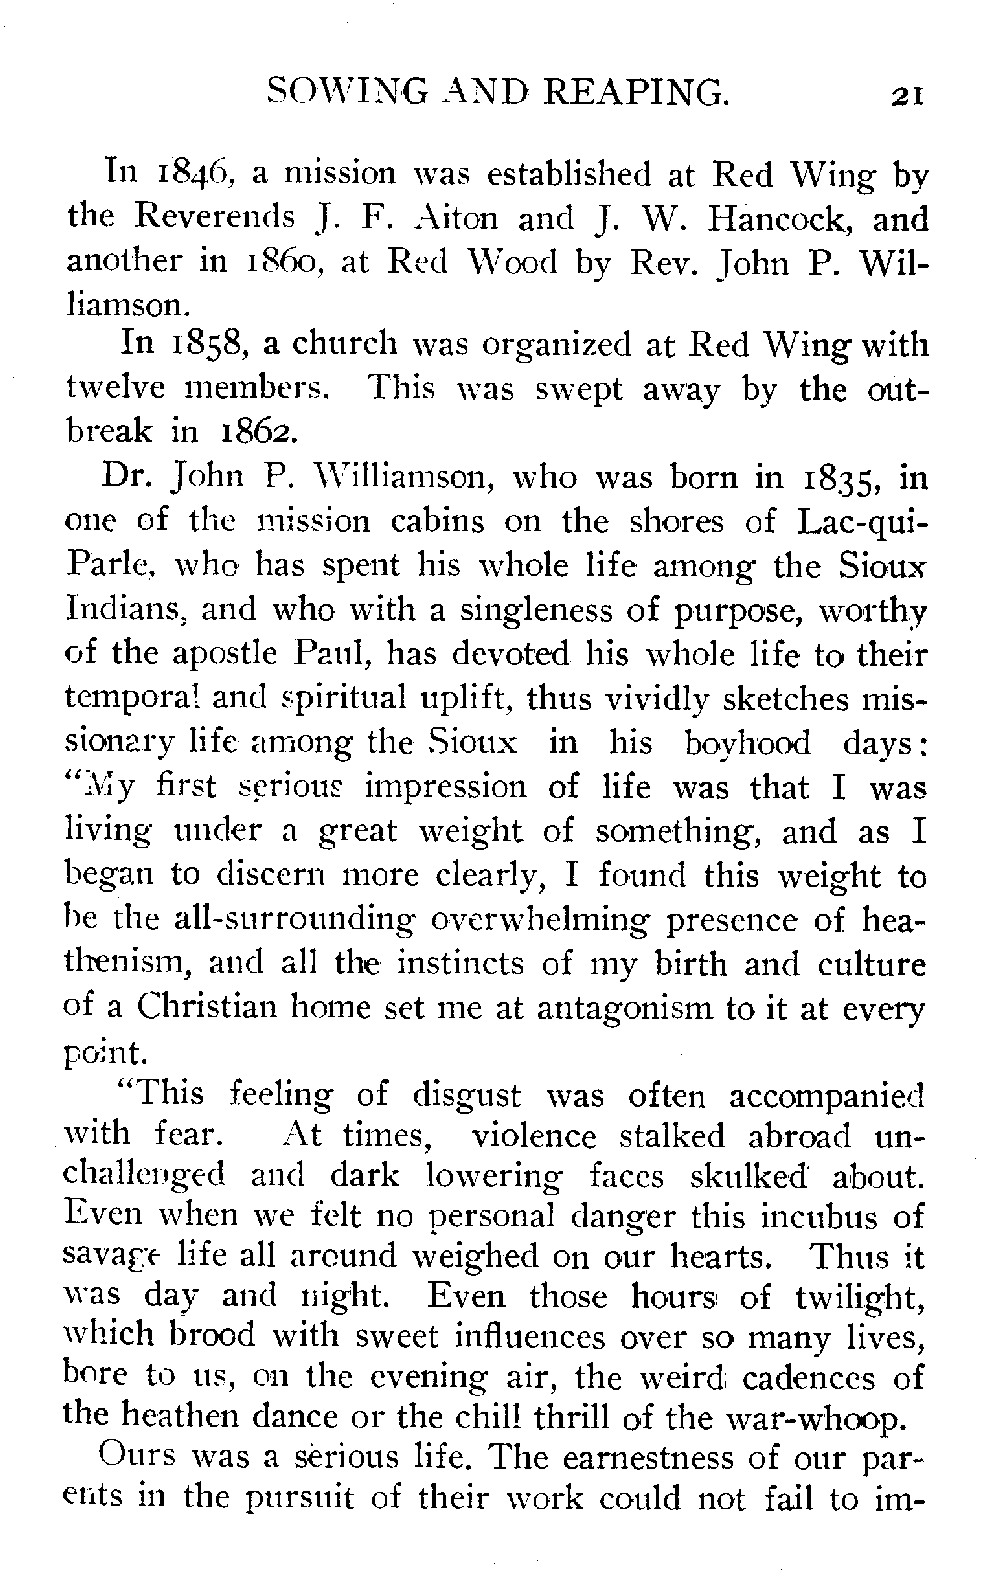 SOWING AND REAPING. 21
In 1846, a mission was established at Red Wing by
the Reverends J. F. Aiton and J. W. Hancock, and
another in 1860, at Red Wood by Rev. John P. Wil-
liamson.
In 1858, a church was organized at Red Wing with
twelve members. This was swept away by the out-
break in 1862.
Dr. John P. Williamson, who was born in 1835, in
one of the mission cabins on the shores of Lac-qui-
Parle, who has spent his whole life among the Sioux
Indians, and who with a singleness of purpose, worthy
of the apostle Paul, has devoted his whole life to their
temporal and spiritual uplift, thus vividly sketches mis-
sionary life among the Sioux in his boyhood days:
“My first serious impression of life was that I was
living under a great weight of something, and as I
began to discern more clearly, I found this weight to
be the all-surrounding overwhelming presence of hea-
thenism, and all the instincts of my birth and culture
of a Christian home set me at antagonism to it at every
point.
“This feeling of disgust was often accompanied
with fear. At times, violence stalked abroad un-
challenged and dark lowering faces skulked about.
Even when we felt no personal danger this incubus of
savage life all around weighed on our hearts. Thus it
was day and night. Even those hours of twilight,
which brood with sweet influences over so many lives,
bore to us, on the evening air, the weird cadences of
the heathen dance or the chill thrill of the war-whoop.
Ours was a serious life. The earnestness of our par-
ents in the pursuit of their work could not fail to im-